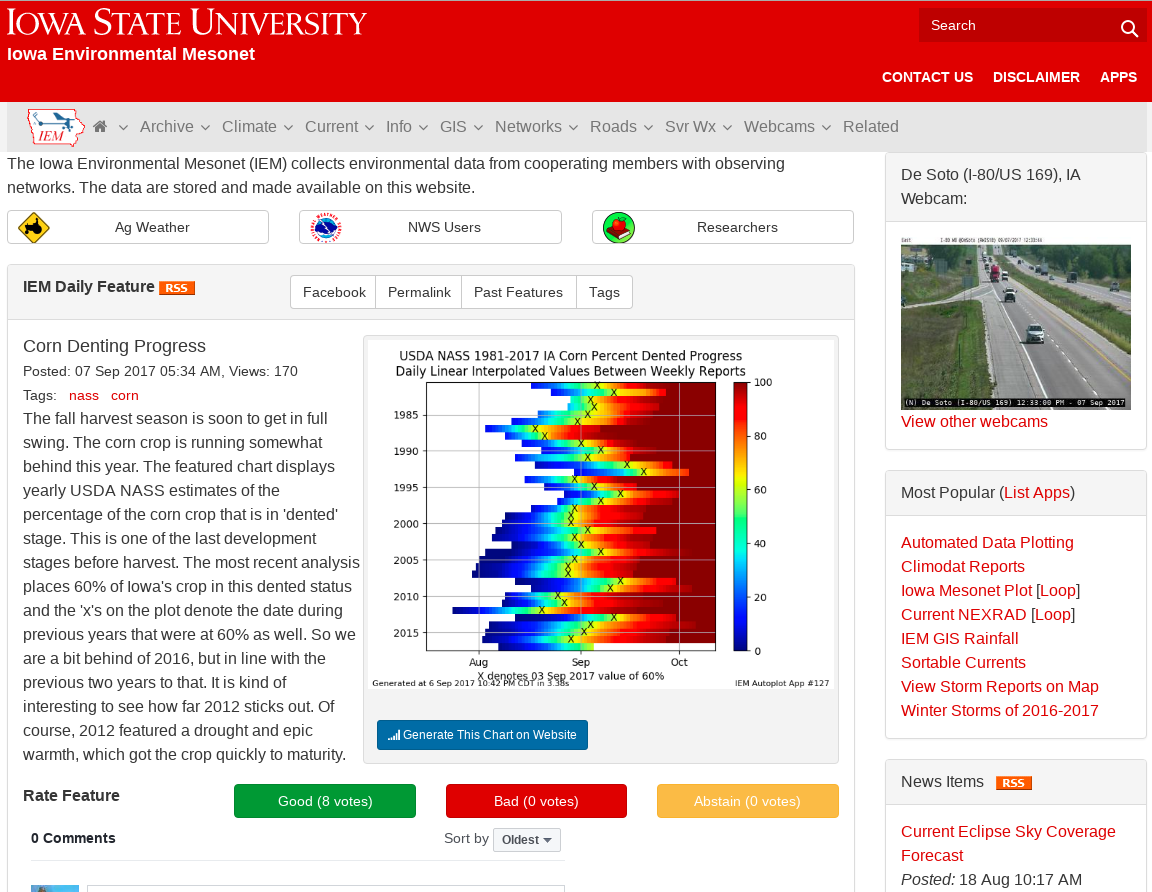 IOWA STATE UNIVERSITY
Iowa Environmental Mesonet
Search
CONTACT US DISCLAIMER APPS
IEM Archive Climate Current Info GIS Networks Roads Svr Wx Webcams Related
The Iowa Environmental Mesonet (IEM) collects environmental data from cooperating members with observing
networks. The data are stored and made available on this website.
Ag Weather NWS Users Researchers
IEM Daily Feature RSS Facebook Permalink Past Features Tags
Corn Denting Progress
Posted: 07 Sep 2017 05:34 AM, Views: 170
Tags: nass corn
The fall harvest season is soon to get in full
swing. The corn crop is running somewhat
behind this year. The featured chart displays
yearly USDA NASS estimates of the
percentage of the corn crop that is in 'dented'
stage. This is one of the last development
stages before harvest. The most recent analysis
places 60% of Iowa's crop in this dented status
and the 'x's on the plot denote the date during
previous years that were at 60% as well. So we
are a bit behind of 2016, but in line with the
previous two years to that. It is kind of
interesting to see how far 2012 sticks out. Of
course, 2012 featured a drought and epic
warmth, which got the crop quickly to maturity.
USDA NASS 1981-2017 IA Corn Percent Dented Progress
Daily Linear Interpolated Values Between Weekly Reports
1985
1990
1995
2000
2005
2010
2015
100
80
60
40
20
0
Aug Sep Oct
X denotes 03 Sep 2017 value of 60%
Generated at 6 Sep 2017 10:42 PM CDT in 3.38s
IEM Autoplot App #127
Generate This Chart on Website
Rate Feature Good (8 votes) Bad (0 votes) Abstain (0 votes)
0 Comments Sort by Oldest
De Soto (I-80/US 169), IA
Webcam:
(N) De Soto (I-80/US 169) 12:33:00 PM - 07 Sep 2017
View other webcams
Most Popular (List Apps)
Automated Data Plotting
Climodat Reports
Iowa Mesonet Plot [Loop]
Current NEXRAD [Loop]
IEM GIS Rainfall
Sortable Currents
View Storm Reports on Map
Winter Storms of 2016-2017
News Items RSS
Current Eclipse Sky Coverage
Forecast
Posted: 18 Aug 10:17 AM